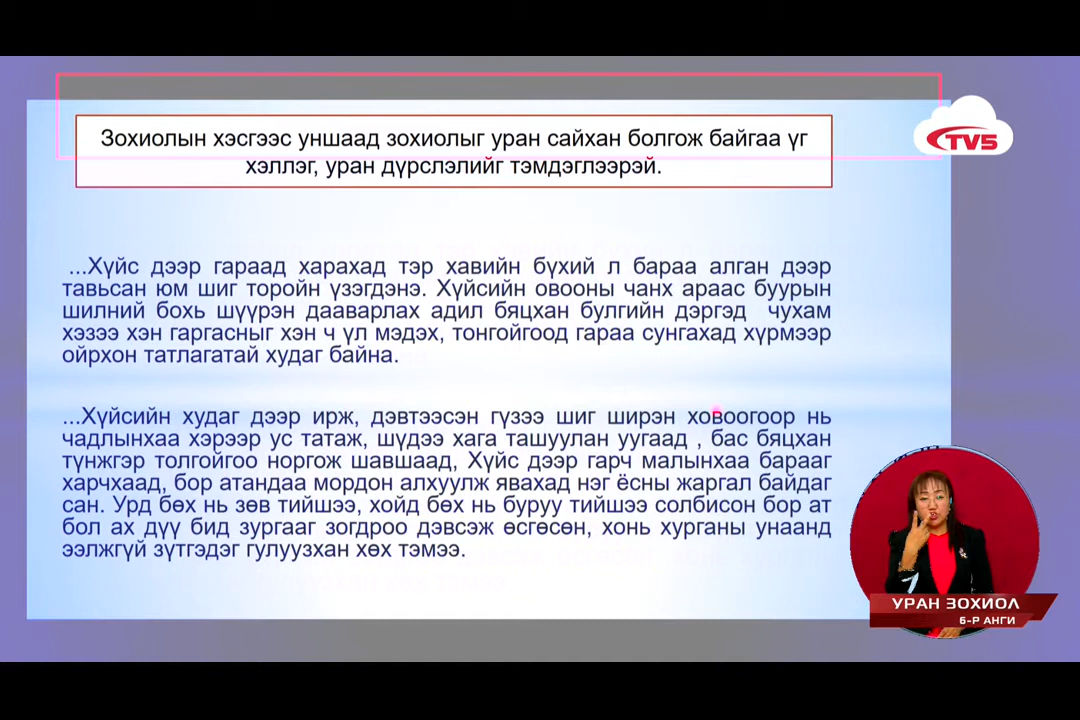 Зохиолын хэсгээс уншаад зохиолыг уран сайхан болгож байгаа үг
хэллэг, уран дүрслэлийг тэмдэглээрэй.
TV5
...Хүйс дээр гараад харахад тэр хавийн бүхий л бараа алган дээр
тавьсан юм шиг торойн үзэгдэнэ. Хүйсийн овооны чанх араас буурын
шилний бохь шүүрэн дааварлах адил бяцхан булгийн дэргэд чухам
хэзээ хэн гаргасныг хэн ч үл мэдэх, тонгойгоод гараа сунгахад хүрмээр
ойрхон татлагатай худаг байна.
...Хүйсийн худаг дээр ирж, дэвтээсэн гүзээ шиг ширэн ховоогоор нь
чадлынхаа хэрээр ус татаж, шүдээ хага ташуулан уугаад , бас бяцхан
түнжгэр толгойгоо норгож шавшаад, Хүйс дээр гарч малынхаа барааг
харчхаад, бор атандаа мордон алхуулж явахад нэг ёсны жаргал байдаг
сан. Урд бөх нь зөв тийшээ, хойд бөх нь буруу тийшээ солбисон бор ат
бол ах дүү бид зургааг зогдроо дэвсэж өсгөсөн, хонь хурганы унаанд
ээлжгүй зүтгэдэг гулуузхан хөх тэмээ.
УРАН ЗОХИОЛ
6-Р АНГИ